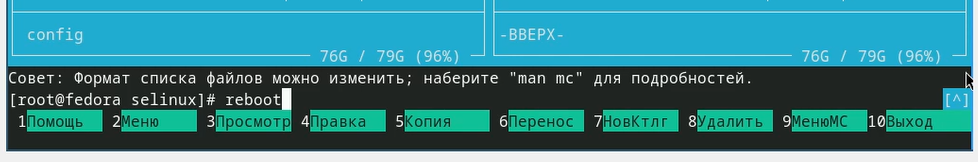 config -ВВЕРХ-
76G / 79G (96%) 76G / 79G (96%)
Совет: Формат списка файлов можно изменить; наберите "man mc" для подробностей.
[root@fedora selinux]# reboot [^]
1Помощь 2Меню 3Просмотр 4Правка 5Копия 6Перенос 7НовКтлг 8Удалить 9МенюMC 10Выход